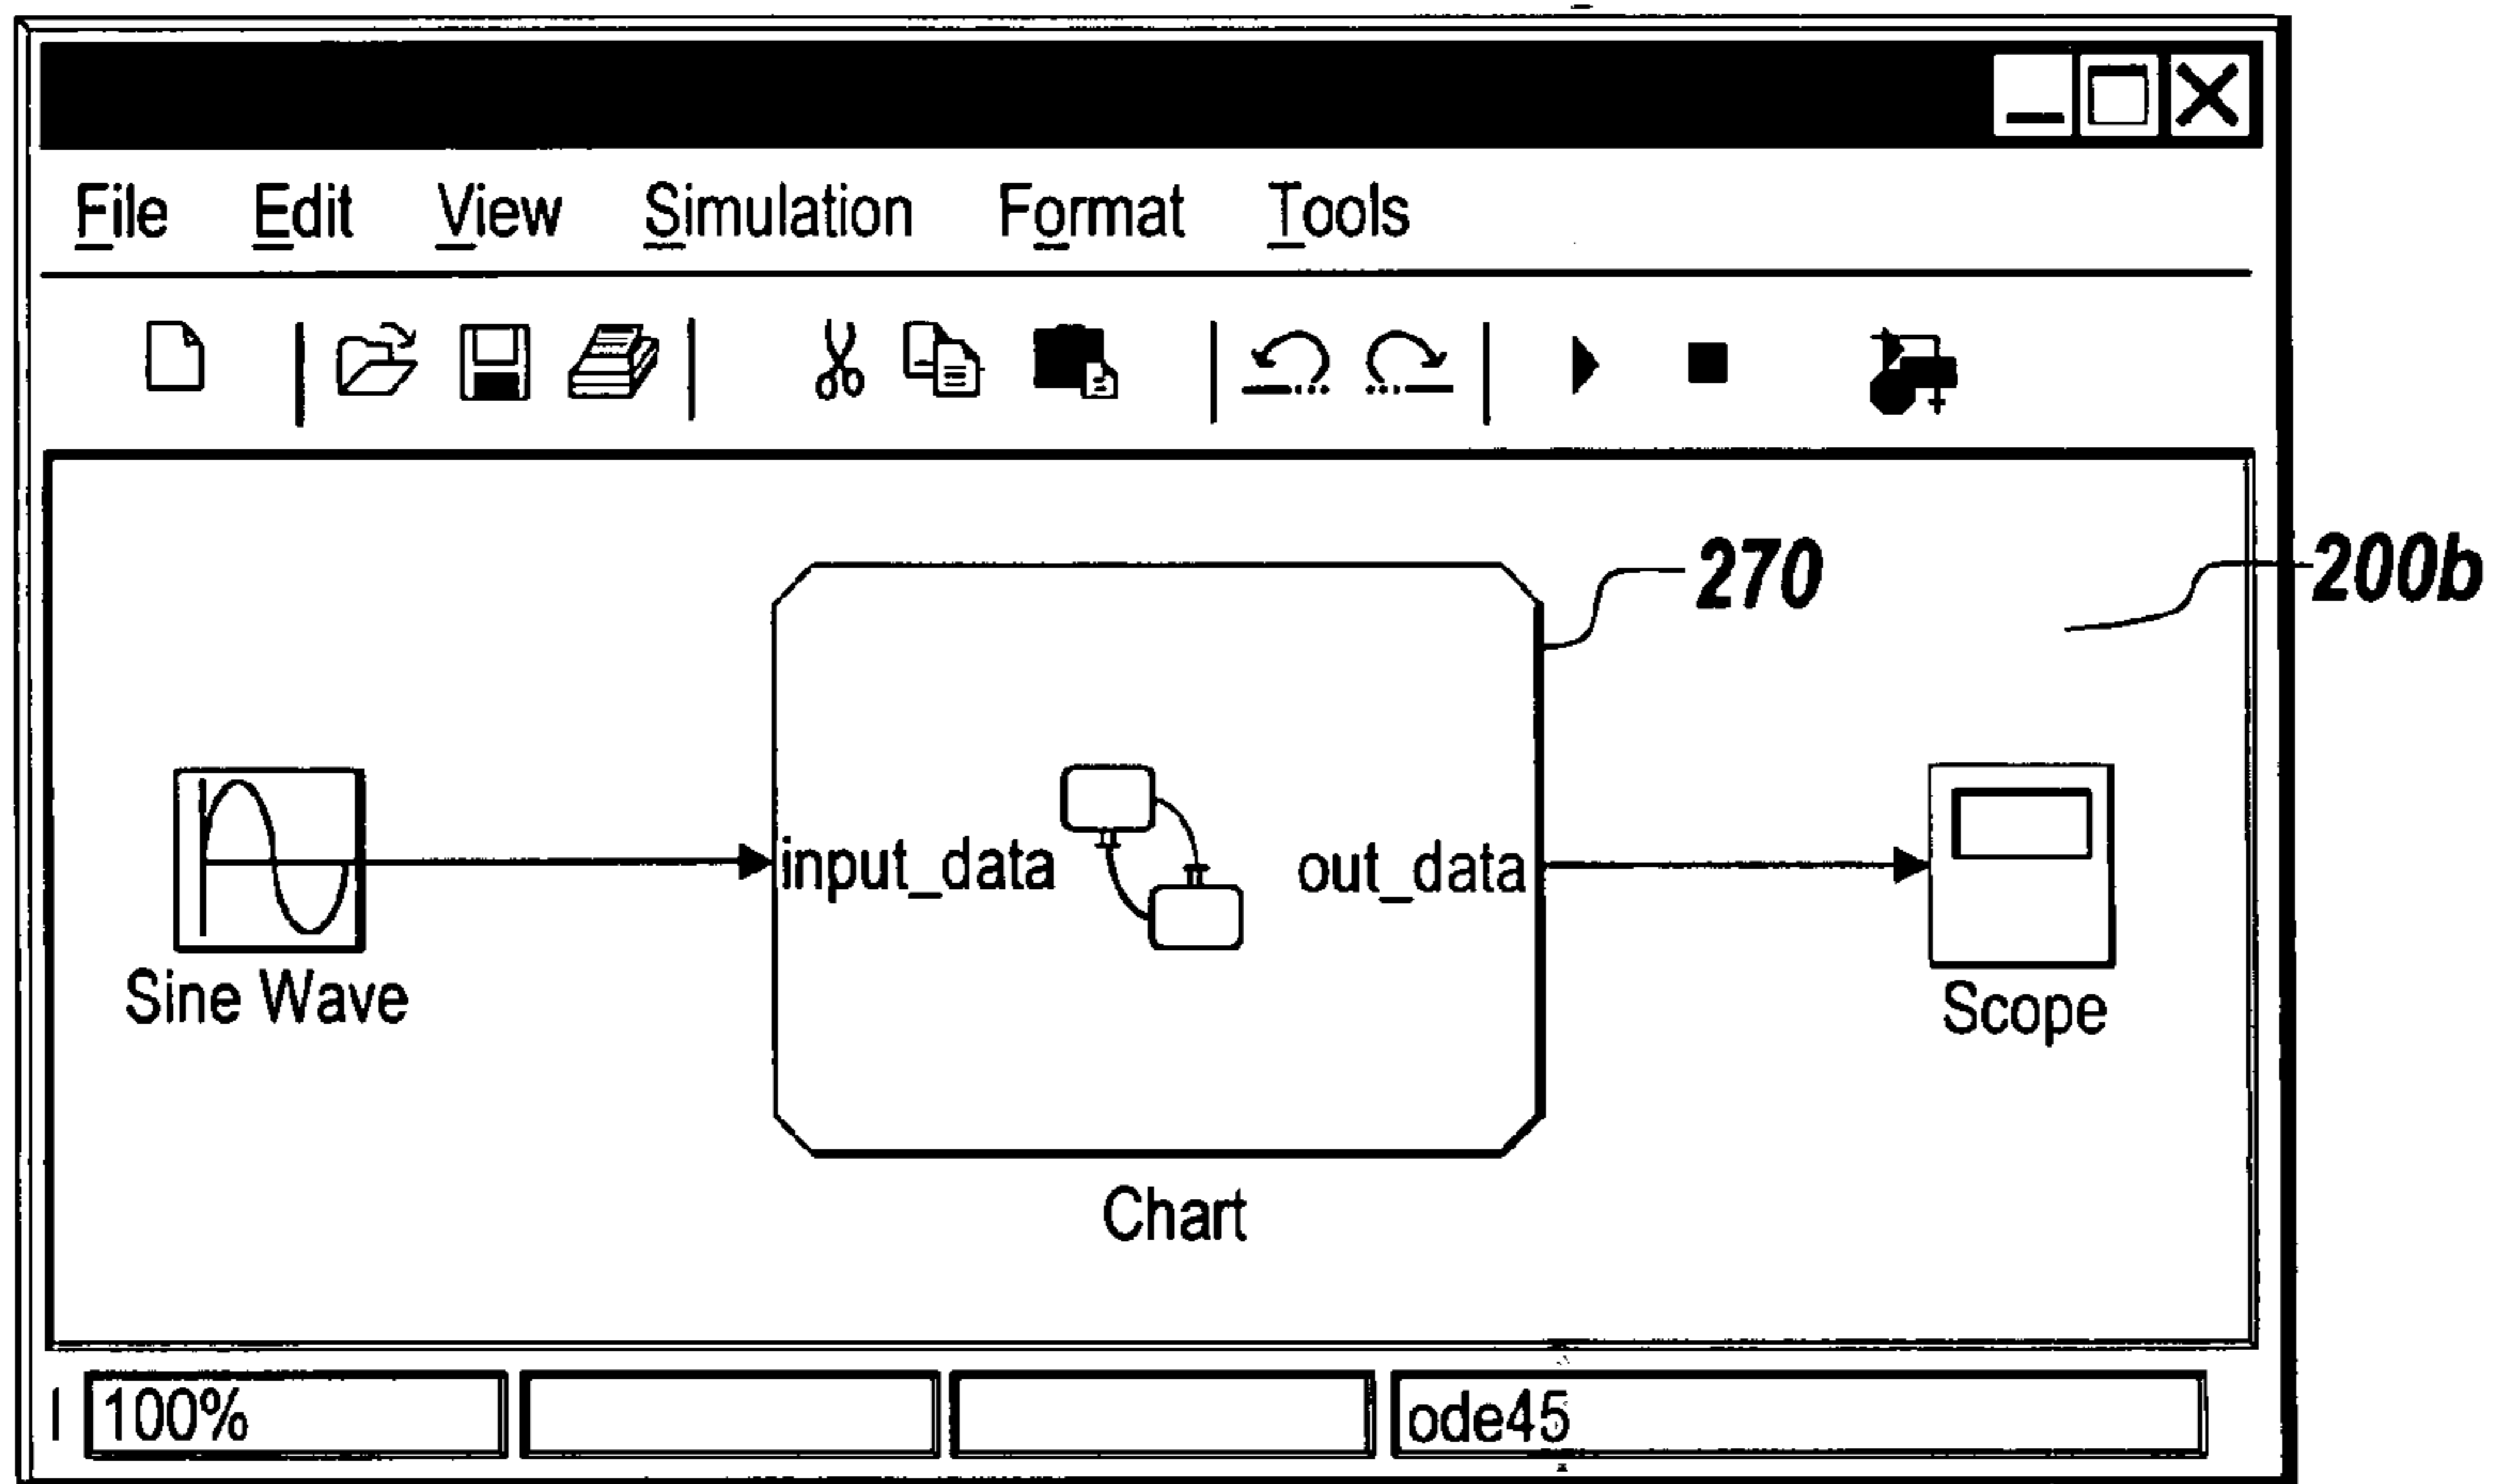 File Edit View Simulation Format Tools
270
200b
input_data
out_data
Sine Wave
Scope
Chart
100%
ode45